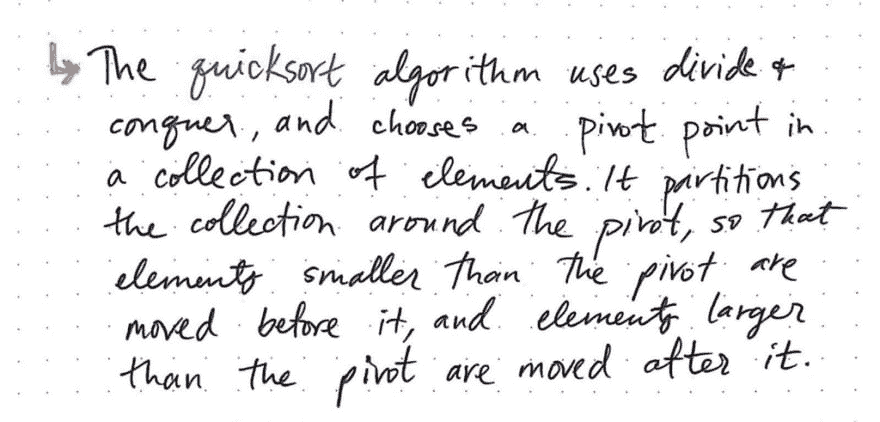 ↳ The quicksort algorithm uses divide &
conquer, and chooses a pivot point in
a collection of elements. It partitions
the collection around the pivot, so that
elements smaller than the pivot are
moved before it, and elements larger
than the pivot are moved after it.